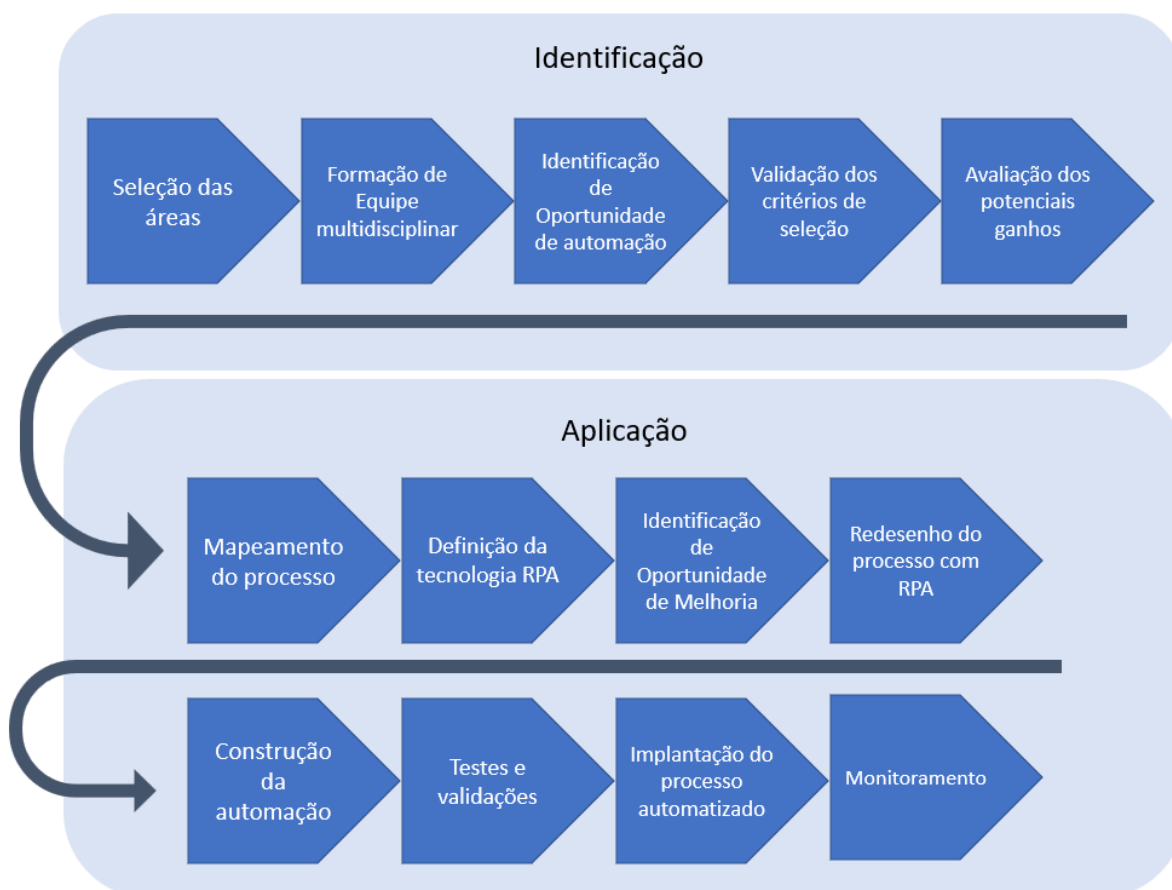 Identificação
Seleção das
áreas
Formação de
Equipe
multidisciplinar
Identificação
de
Oportunidade
de automação
Validação dos
critérios de
seleção
Avaliação dos
potenciais
ganhos
Aplicação
Mapeamento
do processo
Definição da
tecnologia RPA
Identificação
de
Oportunidade
de Melhoria
Redesenho do
processo com
RPA
Construção
da
automação
Testes e
validações
Implantação do
processo
automatizado
Monitoramento